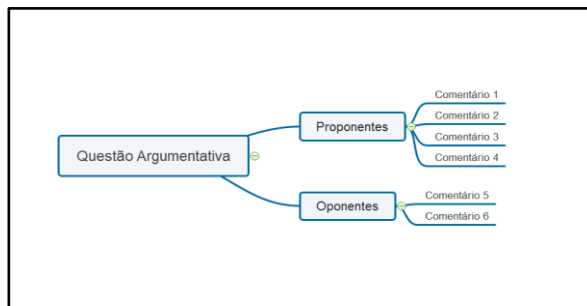 Questão Argumentativa
Proponentes
Comentário 1
Comentário 2
Comentário 3
Comentário 4
Oponentes
Comentário 5
Comentário 6